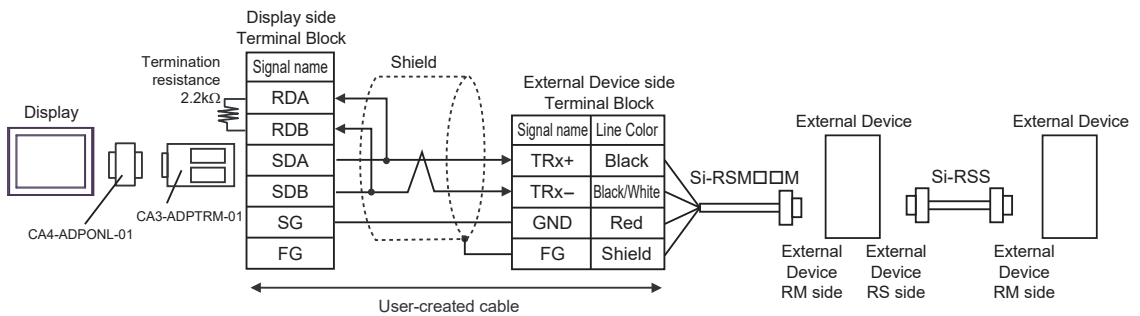 Display side
Terminal Block
Termination
resistance
2.2kΩ
Signal name
RDA
RDB
SDA
SDB
SG
FG
Shield
External Device side
Terminal Block
Signal name Line Color
TRx+ Black
TRx– Black/White
GND Red
FG Shield
Display
CA4-ADPONL-01
CA3-ADPTRM-01
User-created cable
Si-RSM□□M
External Device
External
Device
RM side
External
Device
RS side
Si-RSS
External Device
External
Device
RM side